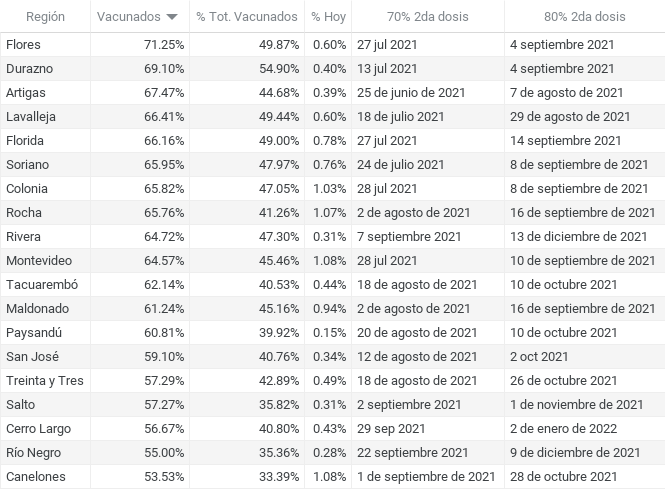 Región Vacunados % Tot. Vacunados % Hoy 70% 2da dosis 80% 2da dosis
Flores 71.25% 49.87% 0.60% 27 jul 2021 4 septiembre 2021
Durazno 69.10% 54.90% 0.40% 13 jul 2021 4 septiembre 2021
Artigas 67.47% 44.68% 0.39% 25 de junio de 2021 7 de agosto de 2021
Lavalleja 66.41% 49.44% 0.60% 18 de julio de 2021 29 de agosto de 2021
Florida 66.16% 49.00% 0.78% 27 jul 2021 14 septiembre 2021
Soriano 65.95% 47.97% 0.76% 24 de julio de 2021 8 de septiembre de 2021
Colonia 65.82% 47.05% 1.03% 28 jul 2021 8 de septiembre de 2021
Rocha 65.76% 41.26% 1.07% 2 de agosto de 2021 16 de septiembre de 2021
Rivera 64.72% 47.30% 0.31% 7 septiembre 2021 13 de diciembre de 2021
Montevideo 64.57% 45.46% 1.08% 28 jul 2021 10 de septiembre de 2021
Tacuarembó 62.14% 40.53% 0.44% 18 de agosto de 2021 10 de octubre 2021
Maldonado 61.24% 45.16% 0.94% 2 de agosto de 2021 16 de septiembre de 2021
Paysandú 60.81% 39.92% 0.15% 20 de agosto de 2021 10 de octubre 2021
San José 59.10% 40.76% 0.34% 12 de agosto de 2021 2 oct 2021
Treinta y Tres 57.29% 42.89% 0.49% 18 de agosto de 2021 26 de octubre 2021
Salto 57.27% 35.82% 0.31% 2 septiembre 2021 1 de noviembre de 2021
Cerro Largo 56.67% 40.80% 0.43% 29 sep 2021 2 de enero de 2022
Río Negro 55.00% 35.36% 0.28% 22 septiembre 2021 9 de diciembre de 2021
Canelones 53.53% 33.39% 1.08% 1 de septiembre de 2021 28 de octubre 2021